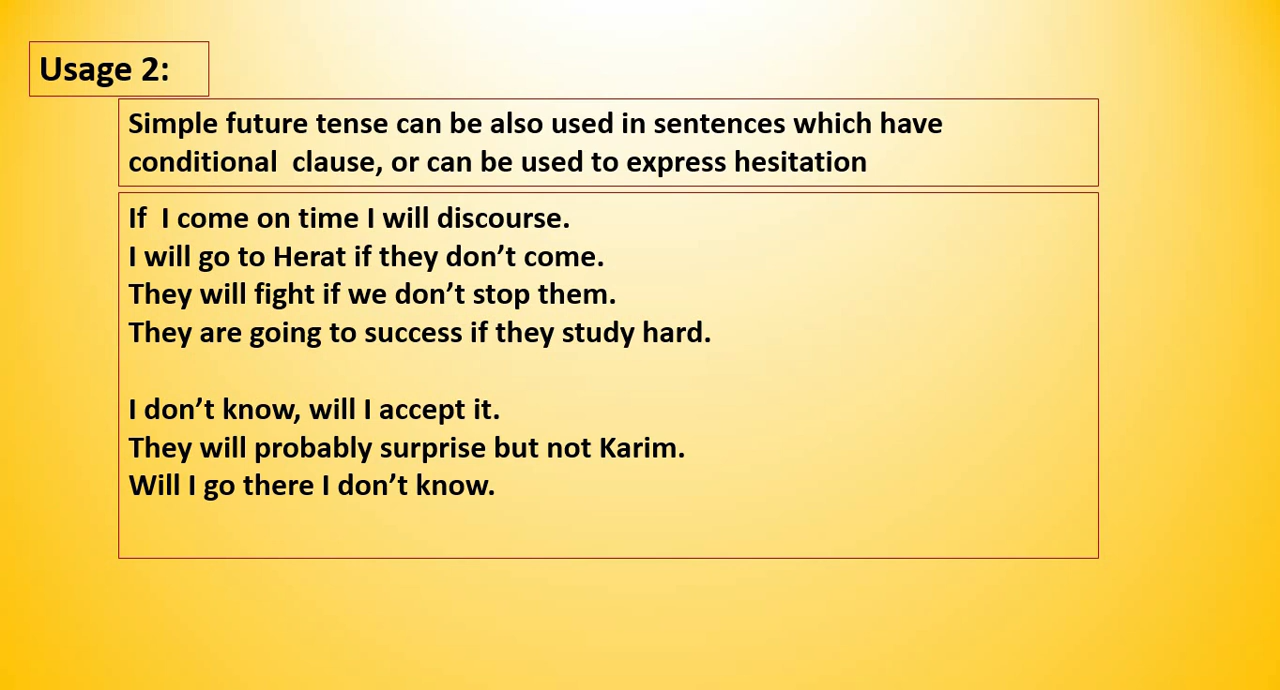 Usage 2:
Simple future tense can be also used in sentences which have
conditional  clause, or can be used to express hesitation
If  I come on time I will discourse.
I will go to Herat if they don’t come.
They will fight if we don’t stop them.
They are going to success if they study hard.
I don’t know, will I accept it.
They will probably surprise but not Karim.
Will I go there I don’t know.